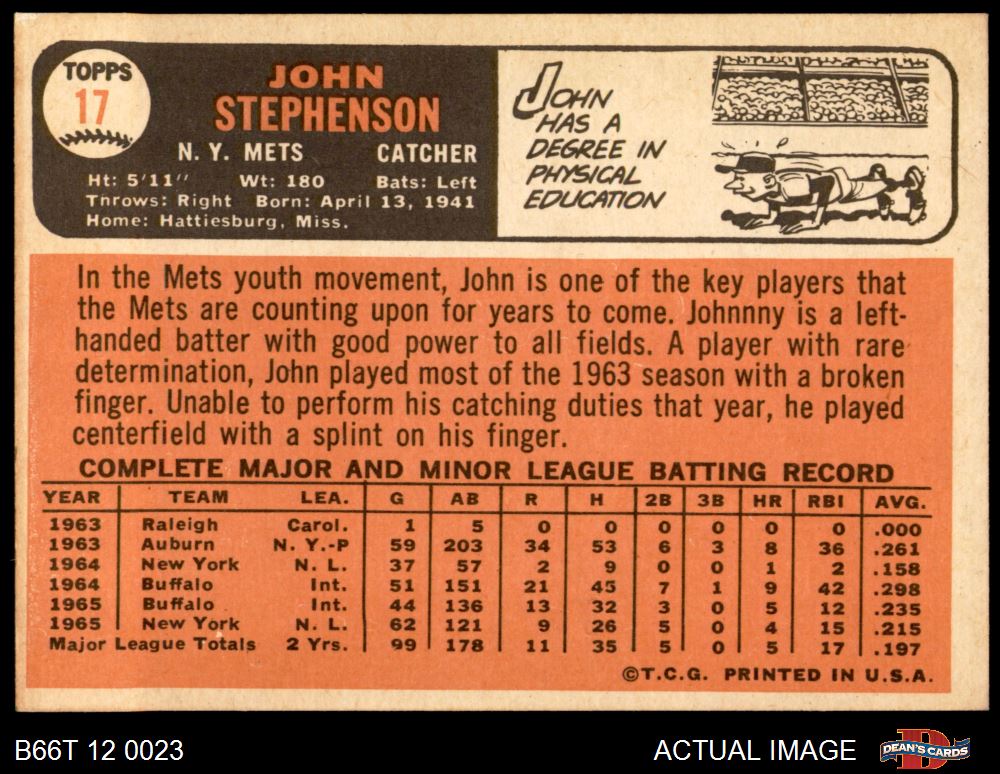 TOPPS
17
JOHN
STEPHENSON
N. Y. METS CATCHER
Ht: 5'11" Wt: 180 Bats: Left
Throws: Right Born: April 13, 1941
Home: Hattiesburg, Miss.
JOHN
HAS A
DEGREE IN
PHYSICAL
EDUCATION
In the Mets youth movement, John is one of the key players that
the Mets are counting upon for years to come. Johnnny is a left-
handed batter with good power to all fields. A player with rare
determination, John played most of the 1963 season with a broken
finger. Unable to perform his catching duties that year, he played
centerfield with a splint on his finger.
COMPLETE MAJOR AND MINOR LEAGUE BATTING RECORD
YEAR TEAM LEA. G AB R H 2B 3B HR RBI AVG.
1963 Raleigh Carol. 1 5 0 0 0 0 0 0 .000
1963 Auburn N. Y.-P 59 203 34 53 6 3 8 36 .261
1964 New York N. L. 37 57 2 9 0 0 1 2 .158
1964 Buffalo Int. 51 151 21 45 7 1 9 42 .298
1965 Buffalo Int. 44 136 13 32 3 0 5 12 .235
1965 New York N. L. 62 121 9 26 5 0 4 15 .215
Major League Totals 2 Yrs. 99 178 11 35 5 0 5 17 .197
©T.C.G. PRINTED IN U.S.A.
B66T 12 0023 ACTUAL IMAGE DEAN'S CARDS